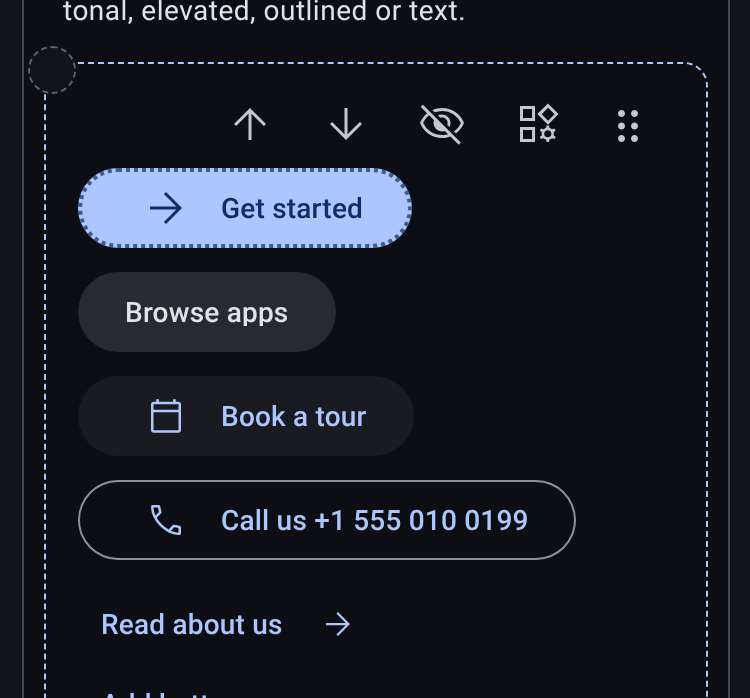 tonal, elevated, outlined or text.
Get started
Browse apps
Book a tour
Call us +1 555 010 0199
Read about us